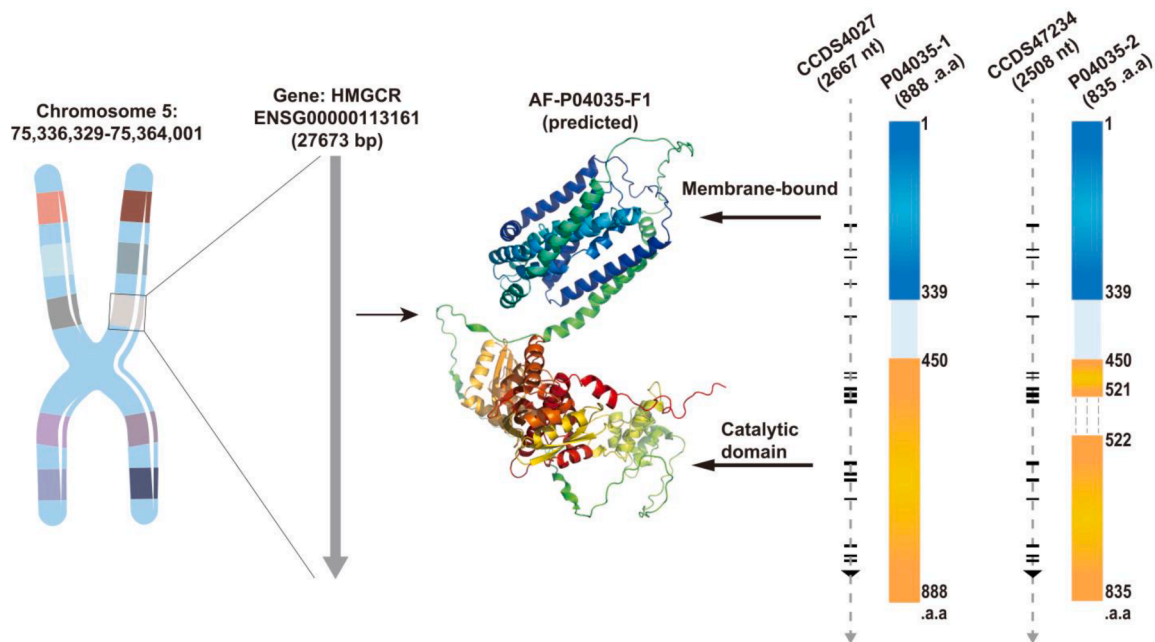 Chromosome 5:
75,336,329-75,364,001
Gene: HMGCR
ENSG00000113161
(27673 bp)
AF-P04035-F1
(predicted)
Membrane-bound
Catalytic
domain
CCDS4027
(2667 nt)
P04035-1
(888 .a.a)
1
339
450
888
.a.a
CCDS47234
(2508 nt)
P04035-2
(835 .a.a)
1
339
450
521
522
835
.a.a